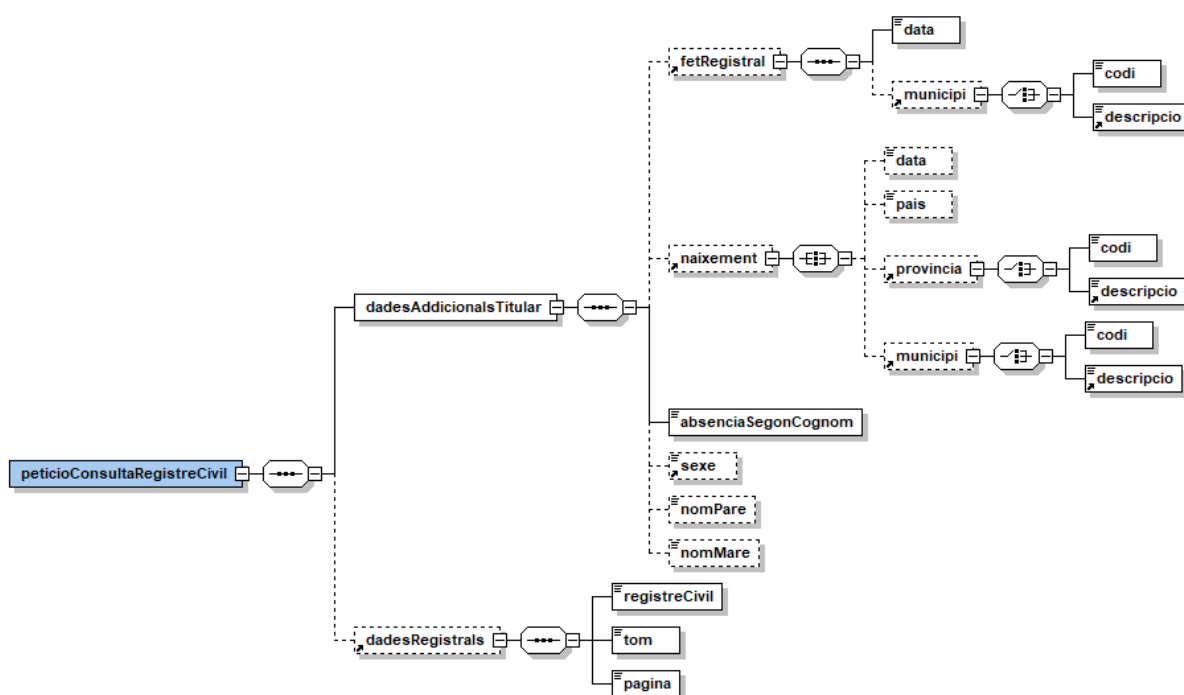 data
fetRegistral
municipi
codi
descripcio
data
pais
naixement
provincia
codi
descripcio
municipi
codi
descripcio
dadesAddicionalsTitular
absenciaSegonCognom
sexe
nomPare
nomMare
peticioConsultaRegistreCivil
registreCivil
dadesRegistrals
tom
pagina